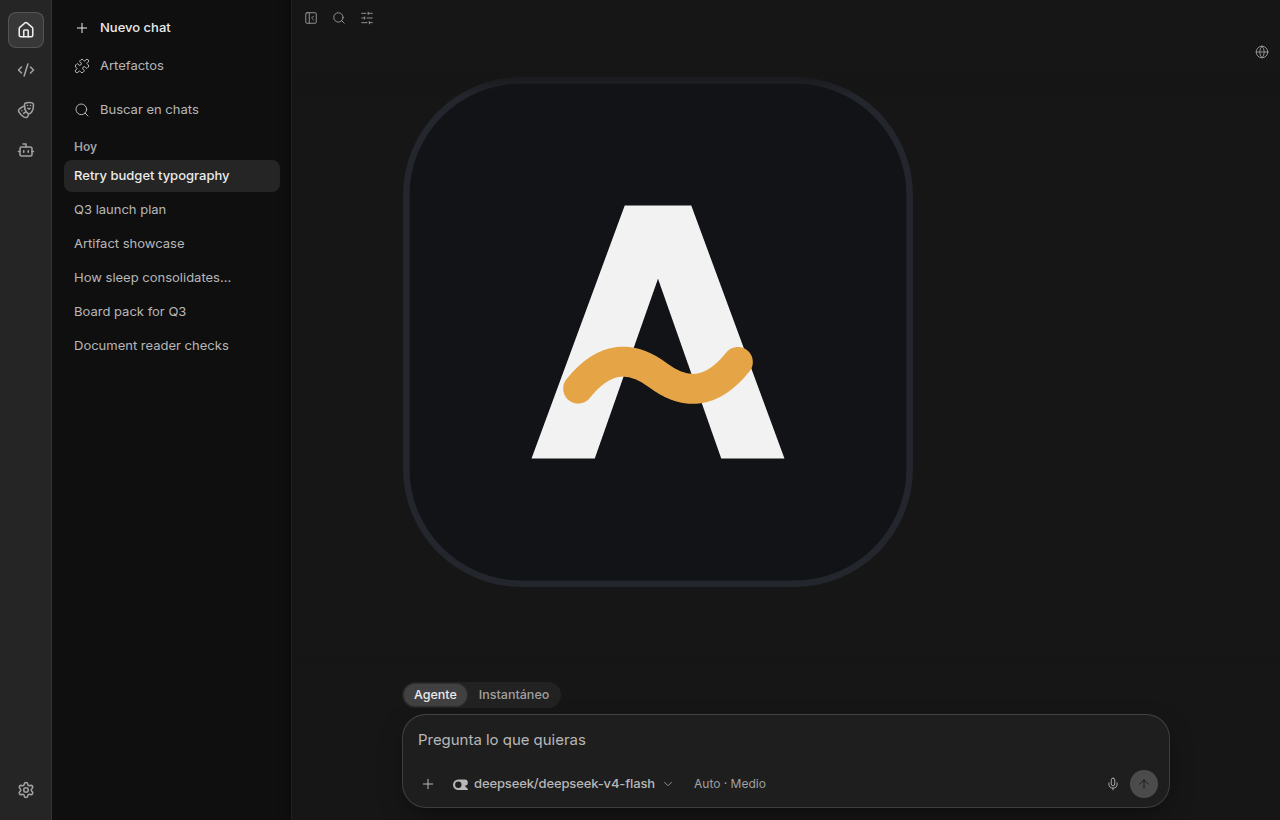 Nuevo chat
Artefactos
Buscar en chats
Hoy
Retry budget typography
Q3 launch plan
Artifact showcase
How sleep consolidates...
Board pack for Q3
Document reader checks
A
Agente
Instantáneo
Pregunta lo que quieras
deepseek/deepseek-v4-flash
Auto · Medio